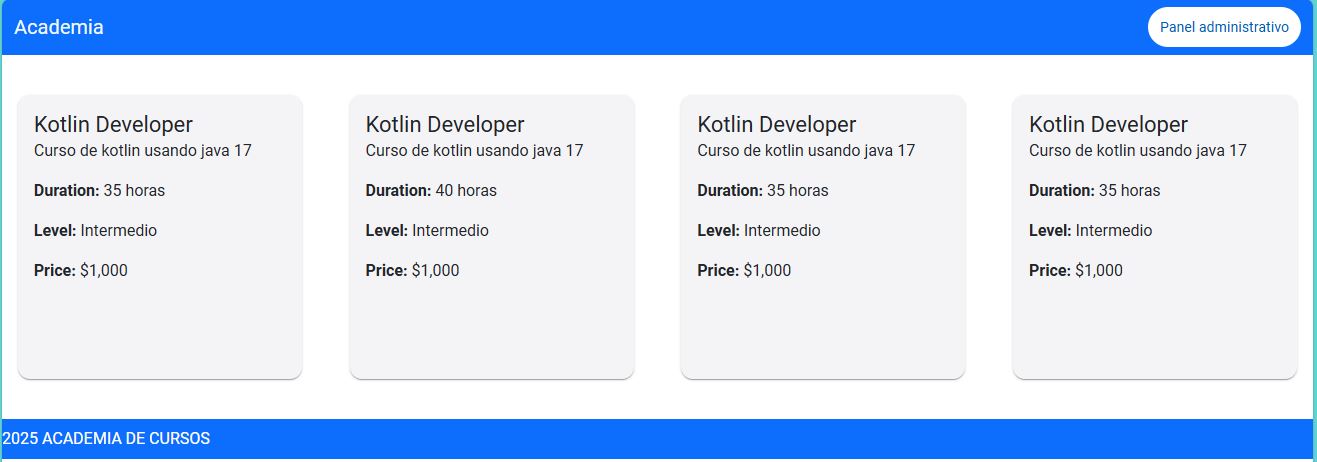 Academia
Panel administrativo
Kotlin Developer
Curso de kotlin usando java 17
Duration: 35 horas
Level: Intermedio
Price: $1,000
Kotlin Developer
Curso de kotlin usando java 17
Duration: 40 horas
Level: Intermedio
Price: $1,000
Kotlin Developer
Curso de kotlin usando java 17
Duration: 35 horas
Level: Intermedio
Price: $1,000
Kotlin Developer
Curso de kotlin usando java 17
Duration: 35 horas
Level: Intermedio
Price: $1,000
2025 ACADEMIA DE CURSOS